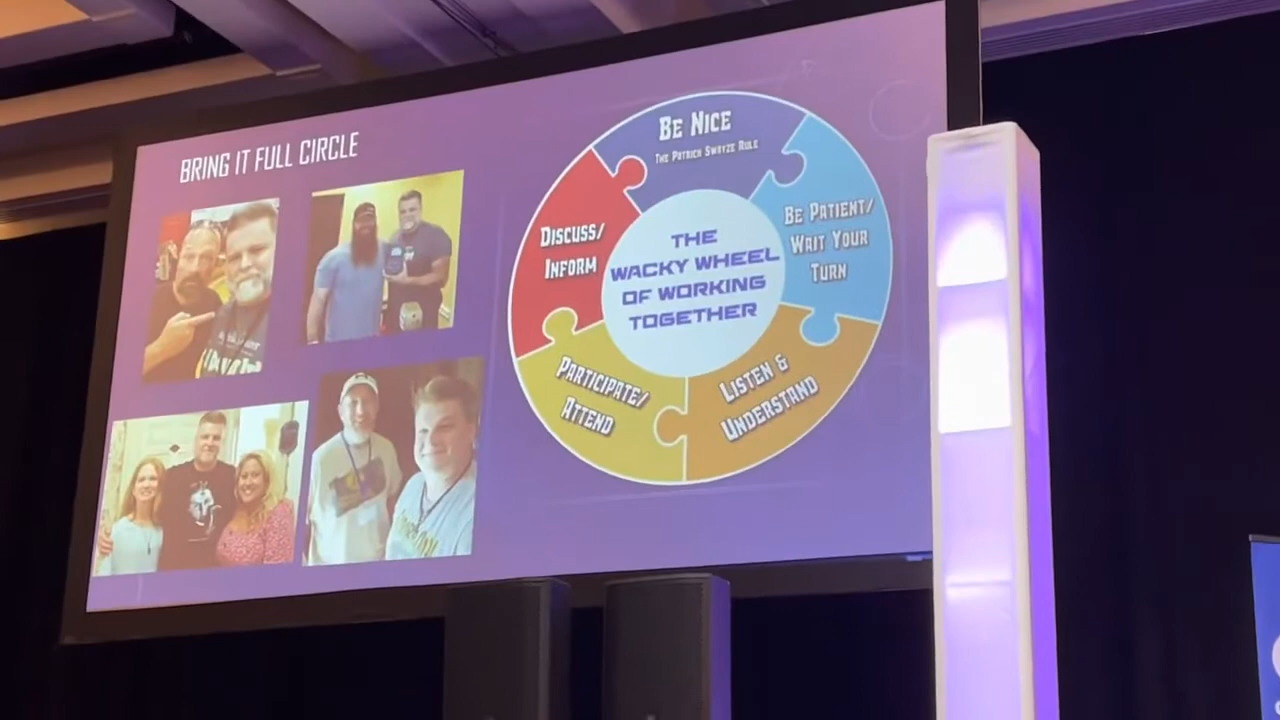 BRING IT FULL CIRCLE
BE NICE
THE PATRICK SWAYZE RULE
BE PATIENT/
WAIT YOUR
TURN
LISTEN &
UNDERSTAND
PARTICIPATE/
ATTEND
DISCUSS/
INFORM
THE
WACKY WHEEL
OF WORKING
TOGETHER